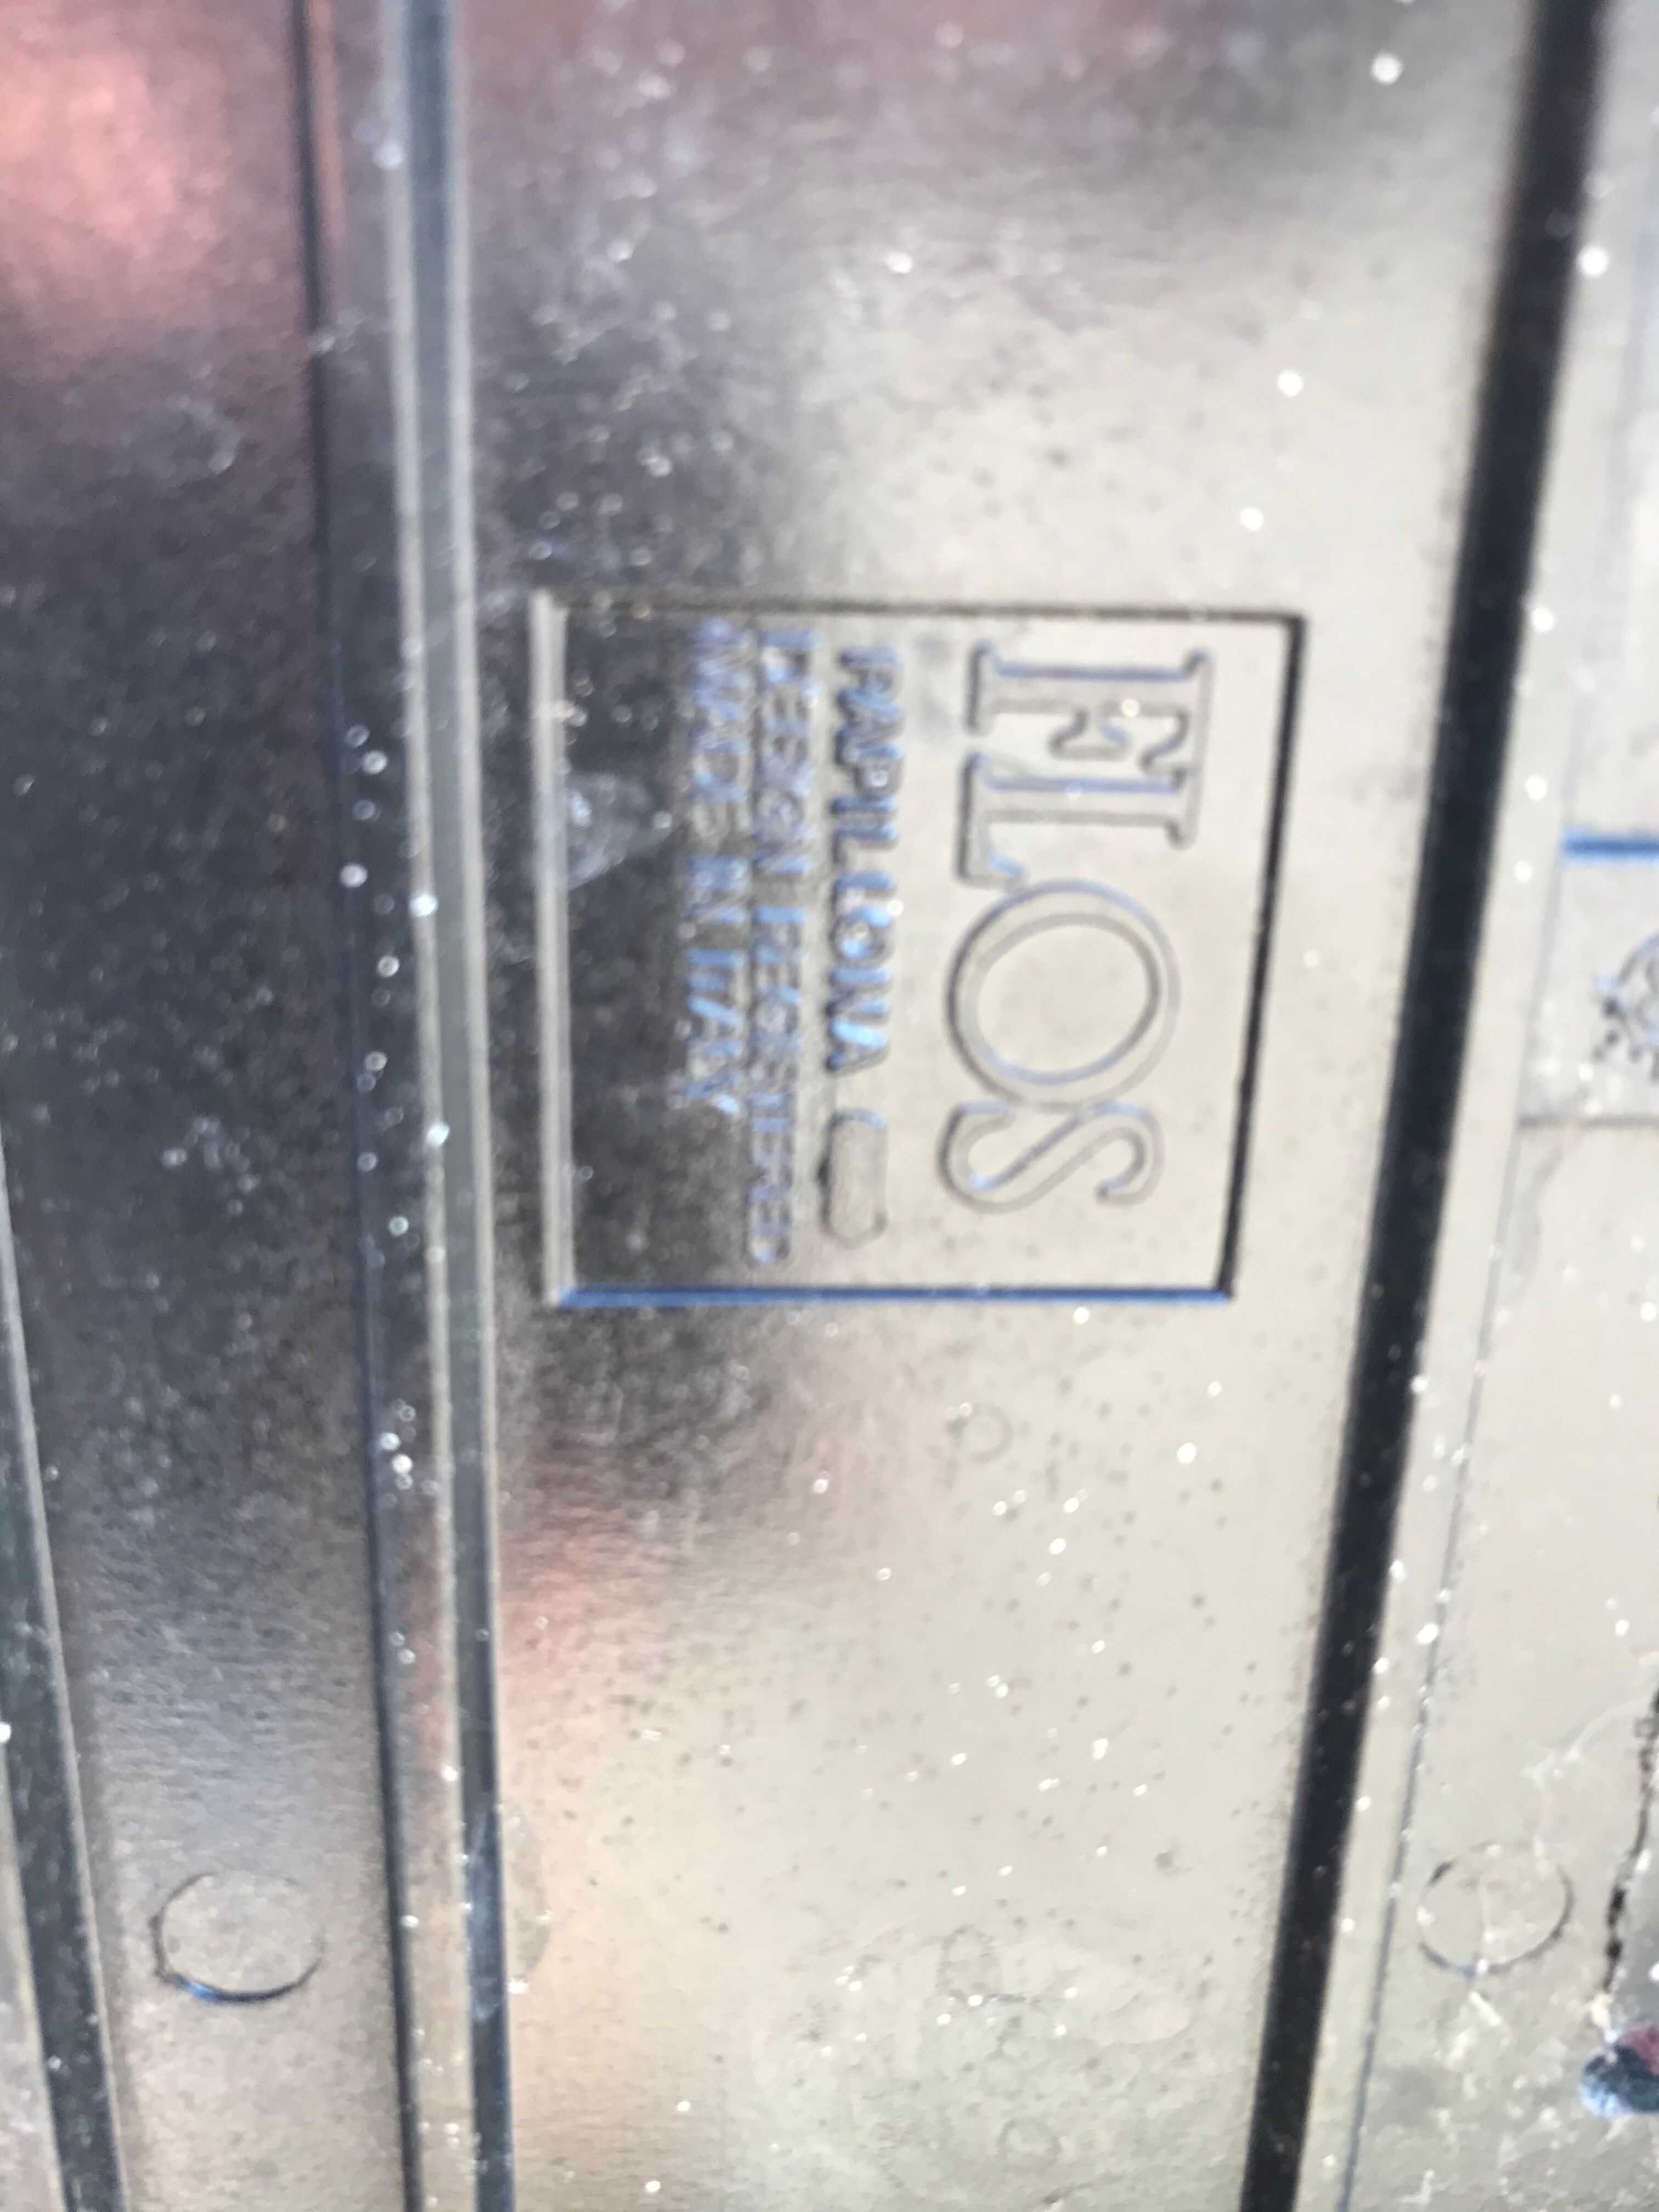 FLOS
PAPILLONA
DESIGN REGISTERED
MADE IN ITALY